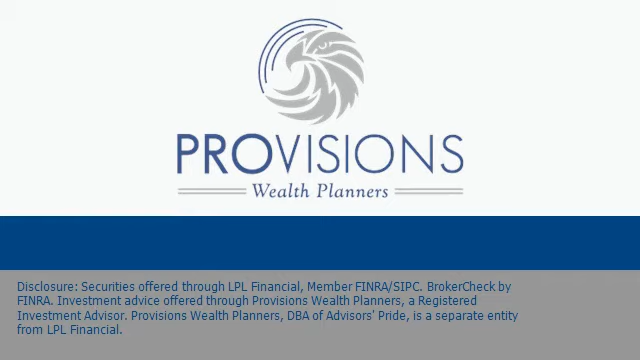 PROVISIONS
Wealth Planners
Disclosure: Securities offered through LPL Financial, Member FINRA/SIPC. BrokerCheck by
FINRA. Investment advice offered through Provisions Wealth Planners, a Registered
Investment Advisor. Provisions Wealth Planners, DBA of Advisors' Pride, is a separate entity
from LPL Financial.